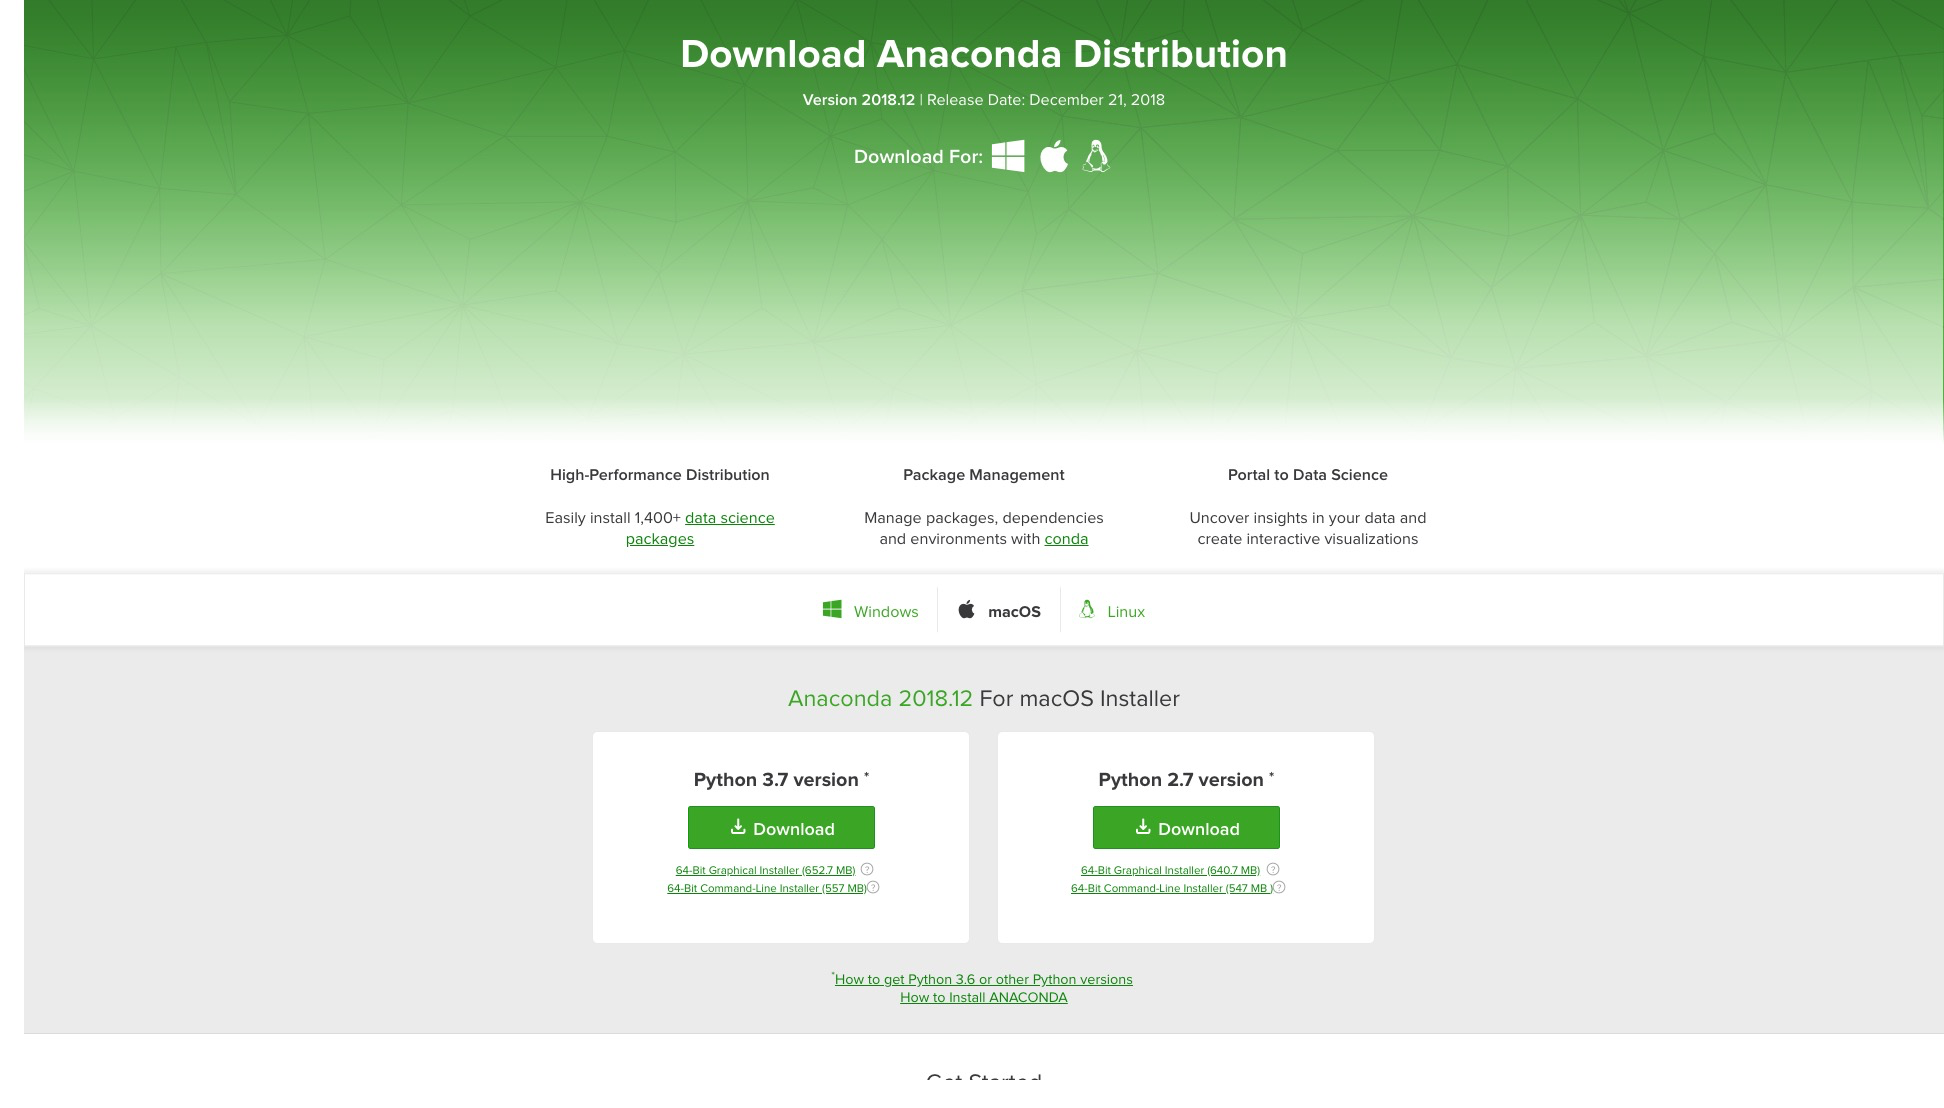 Download Anaconda Distribution
Version 2018.12 | Release Date: December 21, 2018
Download For:
High-Performance Distribution
Easily install 1,400+ data science
packages
Package Management
Manage packages, dependencies
and environments with conda
Portal to Data Science
Uncover insights in your data and
create interactive visualizations
Windows
macOS
Linux
Anaconda 2018.12 For macOS Installer
Python 3.7 version *
Download
64-Bit Graphical Installer (652.7 MB) ?
64-Bit Command-Line Installer (557 MB) ?
Python 2.7 version *
Download
64-Bit Graphical Installer (640.7 MB) ?
64-Bit Command-Line Installer (547 MB ) ?
*How to get Python 3.6 or other Python versions
How to Install ANACONDA
Get Started